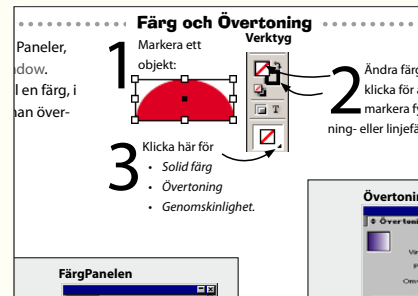 Färg och Övertoning
Paneler,
dow.
l en färg, i
an över-
1
Markera ett
objekt:
Verktyg
2
Ändra färg
klicka för a
markera fy
ning- eller linjefä
3
Klicka här för
• Solid färg
• Övertoning
• Genomskinlighet.
T
FärgPanelen
Övertonin
Övertoni